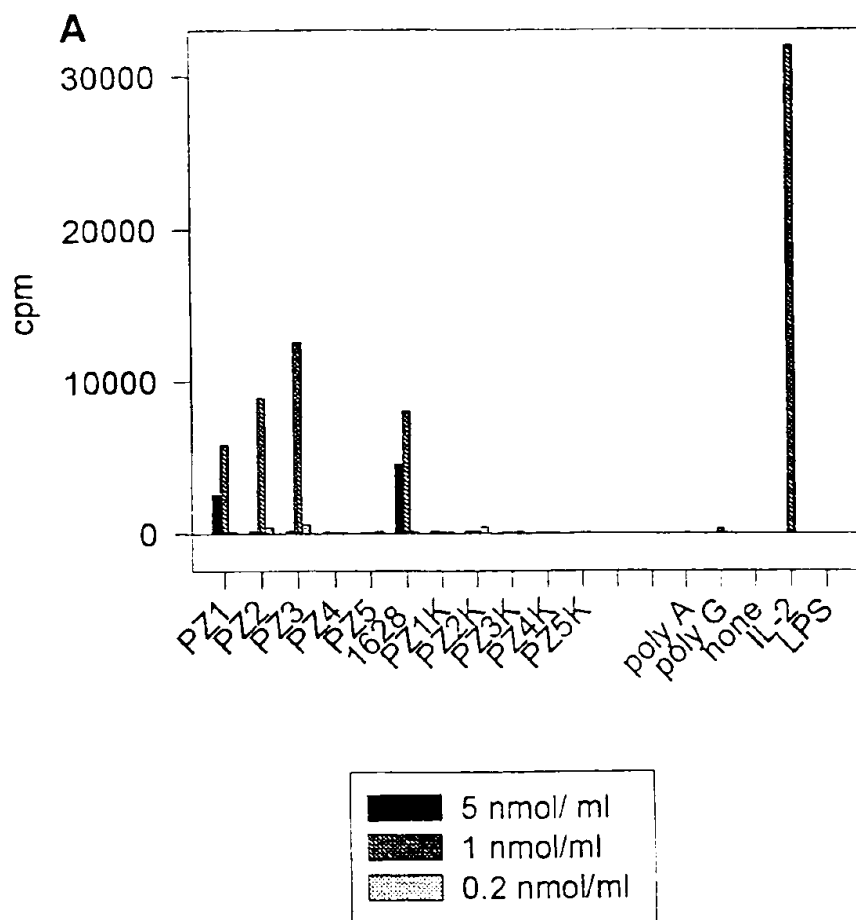 A
30000
20000
10000
0
cpm
PZ1
PZ2
PZ3
PZ4
PZ5
1628
PZ1K
PZ2K
PZ3K
PZ4K
PZ5K
poly A
poly G
none
IL-2
LPS
5 nmol/ ml
1 nmol/ml
0.2 nmol/ml